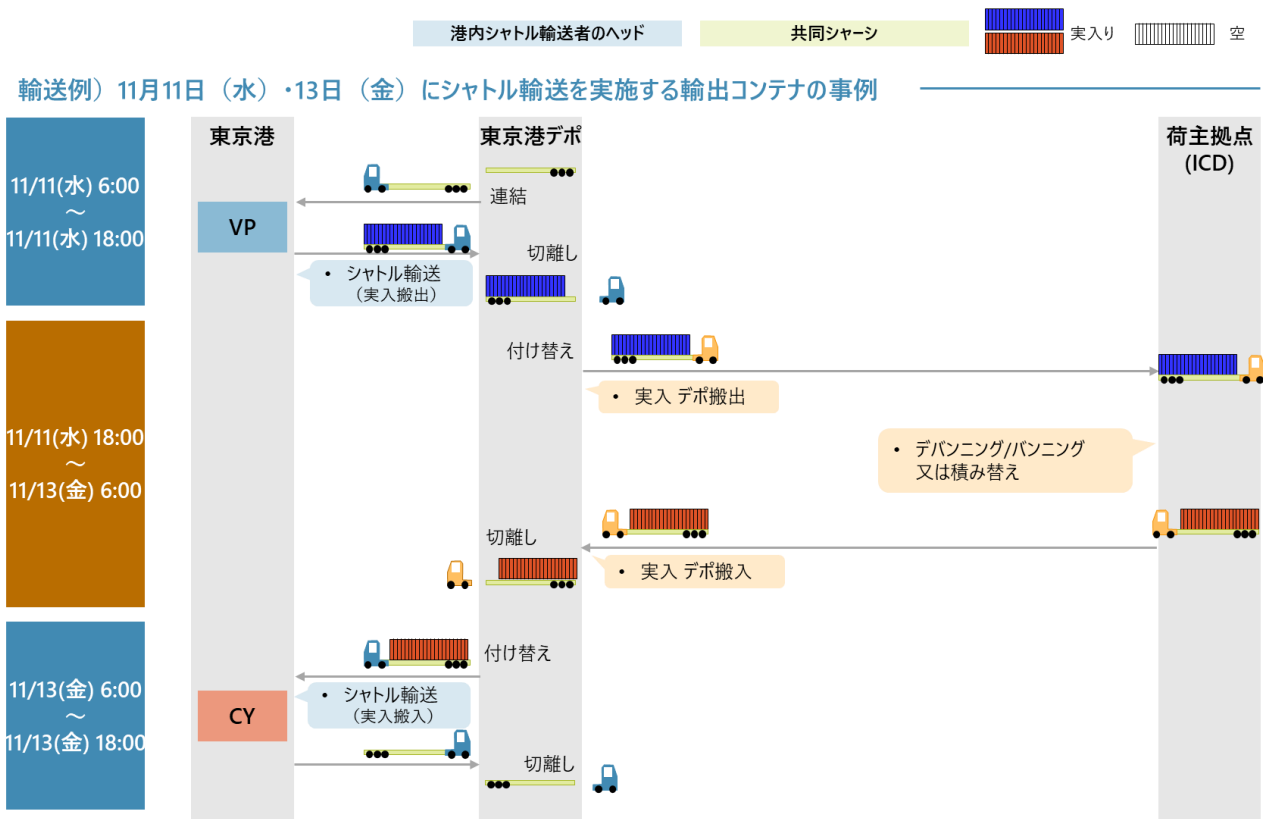 港内シャトル輸送者のヘッド
共同シャーシ
実入り
空
輸送例）11月11日（水）・13日（金）にシャトル輸送を実施する輸出コンテナの事例
東京港
東京港デポ
荷主拠点
(ICD)
11/11(水) 6:00
～
11/11(水) 18:00
連結
VP
切離し
• シャトル輸送
（実入搬出）
11/11(水) 18:00
～
11/13(金) 6:00
付け替え
• 実入 デポ搬出
• デバンニング/バンニング
又は積み替え
切離し
• 実入 デポ搬入
11/13(金) 6:00
～
11/13(金) 18:00
付け替え
CY
• シャトル輸送
（実入搬入）
切離し